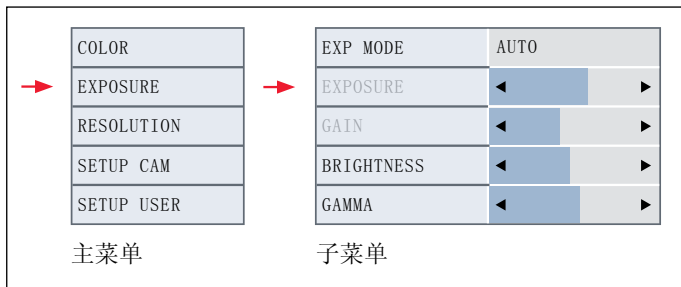 COLOR
EXPOSURE
RESOLUTION
SETUP CAM
SETUP USER
主菜单
EXP MODE AUTO
EXPOSURE
GAIN
BRIGHTNESS
GAMMA
子菜单